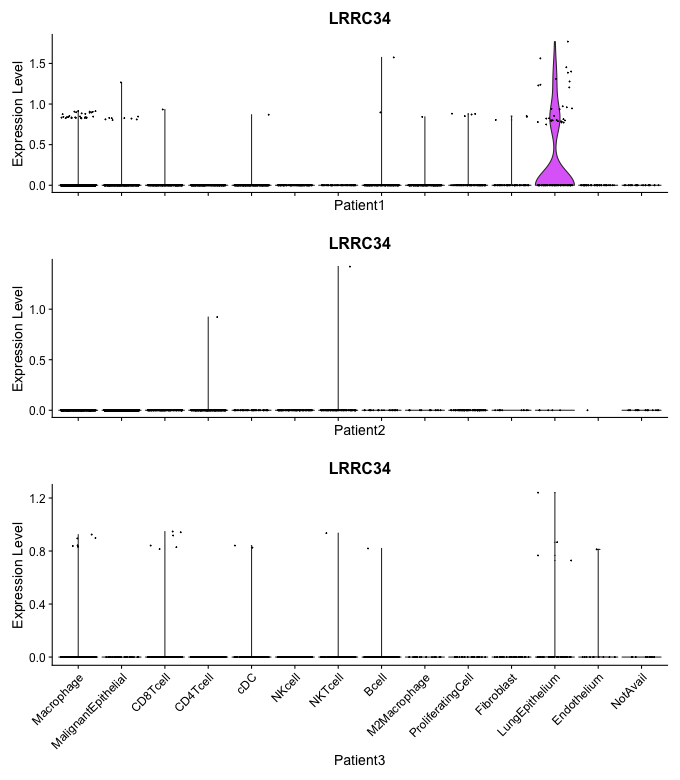 LRRC34
Expression Level
1.5
1.0
0.5
0.0
Patient1
LRRC34
Expression Level
1.0
0.5
0.0
Patient2
LRRC34
Expression Level
1.2
0.8
0.4
0.0
Macrophage
MalignantEpithelial
CD8Tcell
CD4Tcell
cDC
NKcell
NKTcell
Bcell
M2Macrophage
ProliferatingCell
Fibroblast
LungEpithelium
Endothelium
NotAvail
Patient3